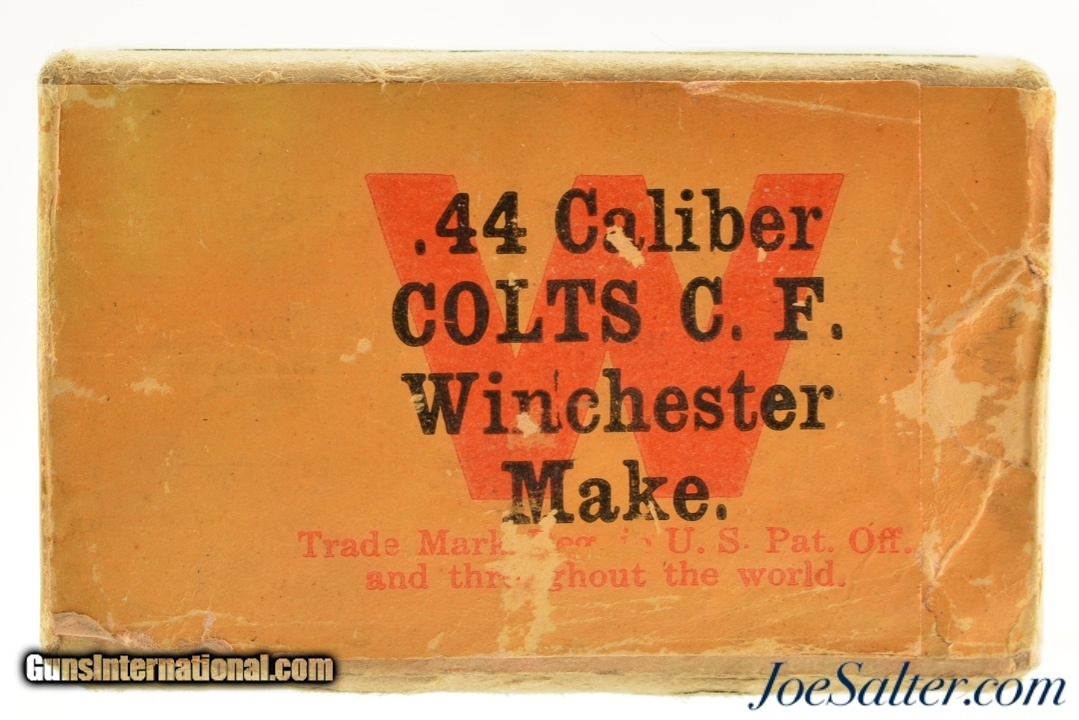 .44 Caliber
COLTS C. F.
Winchester
Make.
Trade Mark U. S. Pat. Off.
and the world.
GunsInternational.com
JoeSalter.com